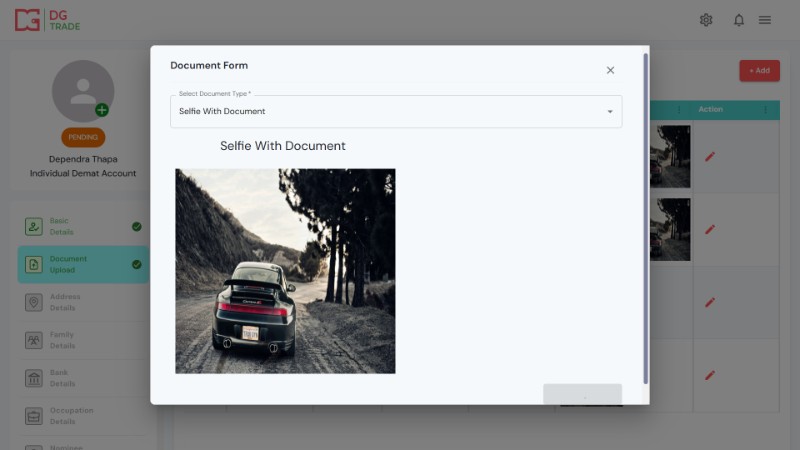 DG
TRADE
Document Form
Select Document Type *
Selfie With Document
Selfie With Document
+ Add
Action
PENDING
Dependra Thapa
Individual Demat Account
Basic
Details
Document
Upload
Address
Details
Family
Details
Bank
Details
Occupation
Details
Nominee